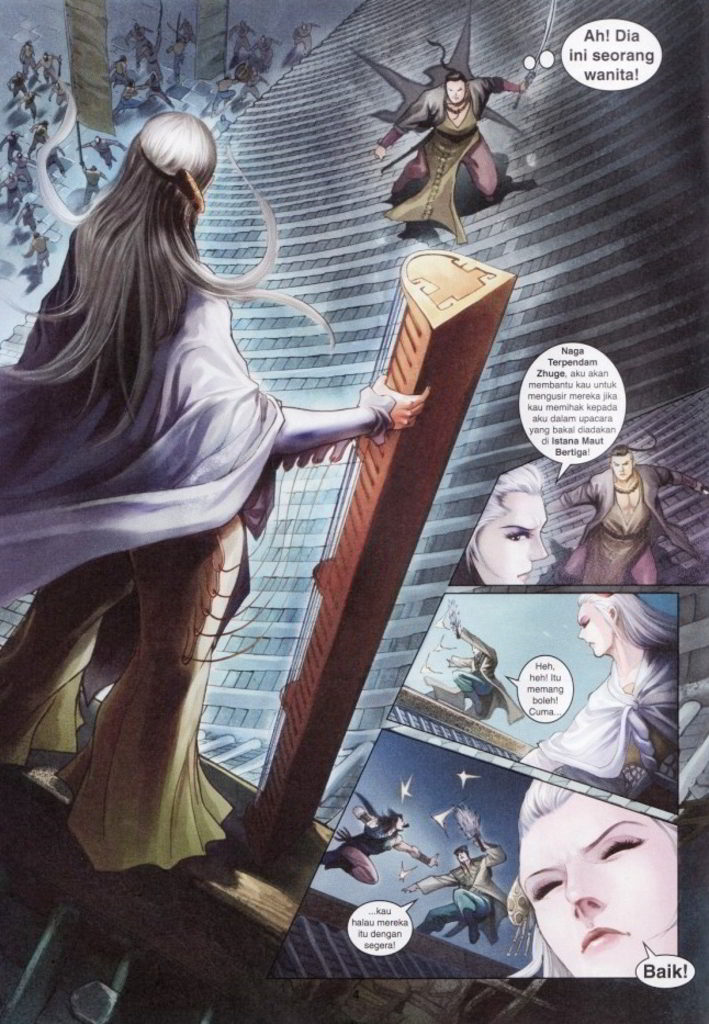 Ah! Dia
ini seorang
wanita!
Naga
Terpendam
Zhuge, aku akan
membantu kau untuk
mengusir mereka jika
kau memihak kepada
aku dalam upacara
yang bakal diadakan
di Istana Maut
Bertiga!
Heh,
heh! Itu
memang
boleh!
Cuma...
...kau
halau mereka
itu dengan
segera!
Baik!
4